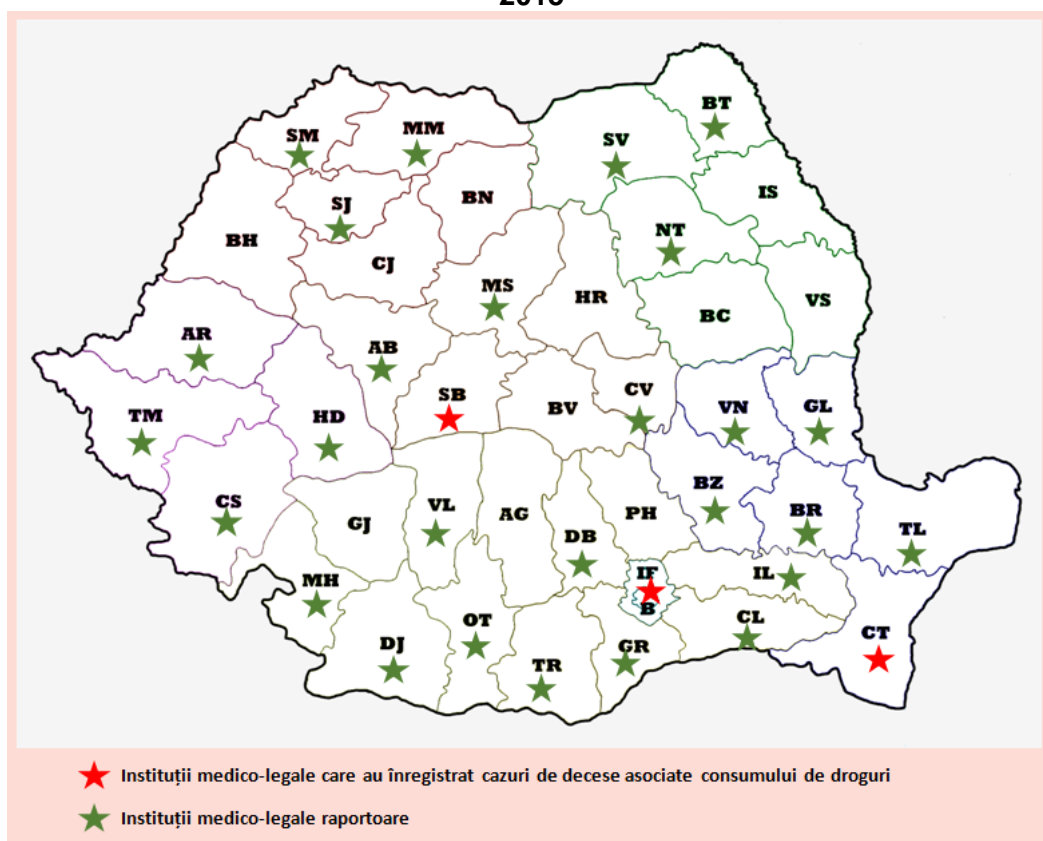 BT
MM
SM
SV
IS
BN
SJ
NT
BH
CJ
MS
HR
VS
BC
AR
AB
CV
SB
GL
BV
VN
TM
HD
BZ
CS
VL
BR
AG
PH
GJ
TL
DB
IF
IL
MH
B
CL
OT
CT
DJ
GR
TR
Instituții medico-legale care au înregistrat cazuri de decese asociate consumului de droguri
Instituții medico-legale raportoare